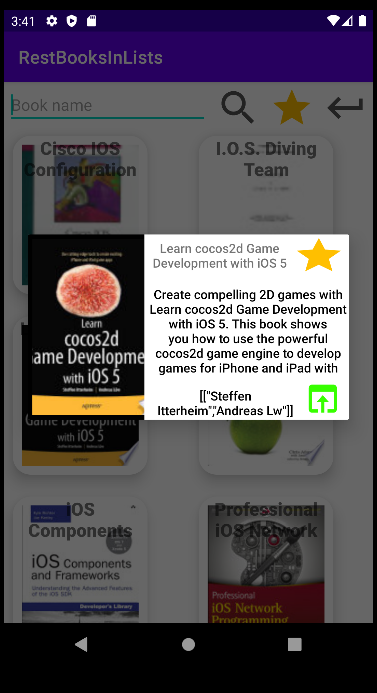 3:41
RestBooksInLists
Book name
Cisco IOS
Configuration
I.O.S. Diving
Team
Learn
cocos2d
Game Developmen
with iOS 5
Apress
Learn cocos2d Game
Development with iOS 5
Create compelling 2D games with
Learn cocos2d Game Development
with iOS 5. This book shows
you how to use the powerful
cocos2d game engine to develop
games for iPhone and iPad with
[["Steffen
Itterheim","Andreas Lw"]]
Game Developmen
with iOS 5
Apress
iOS
Components
iOS Components
and Frameworks
Developer's Library
Professional
iOS Network
Professional
iOS Network
Programming